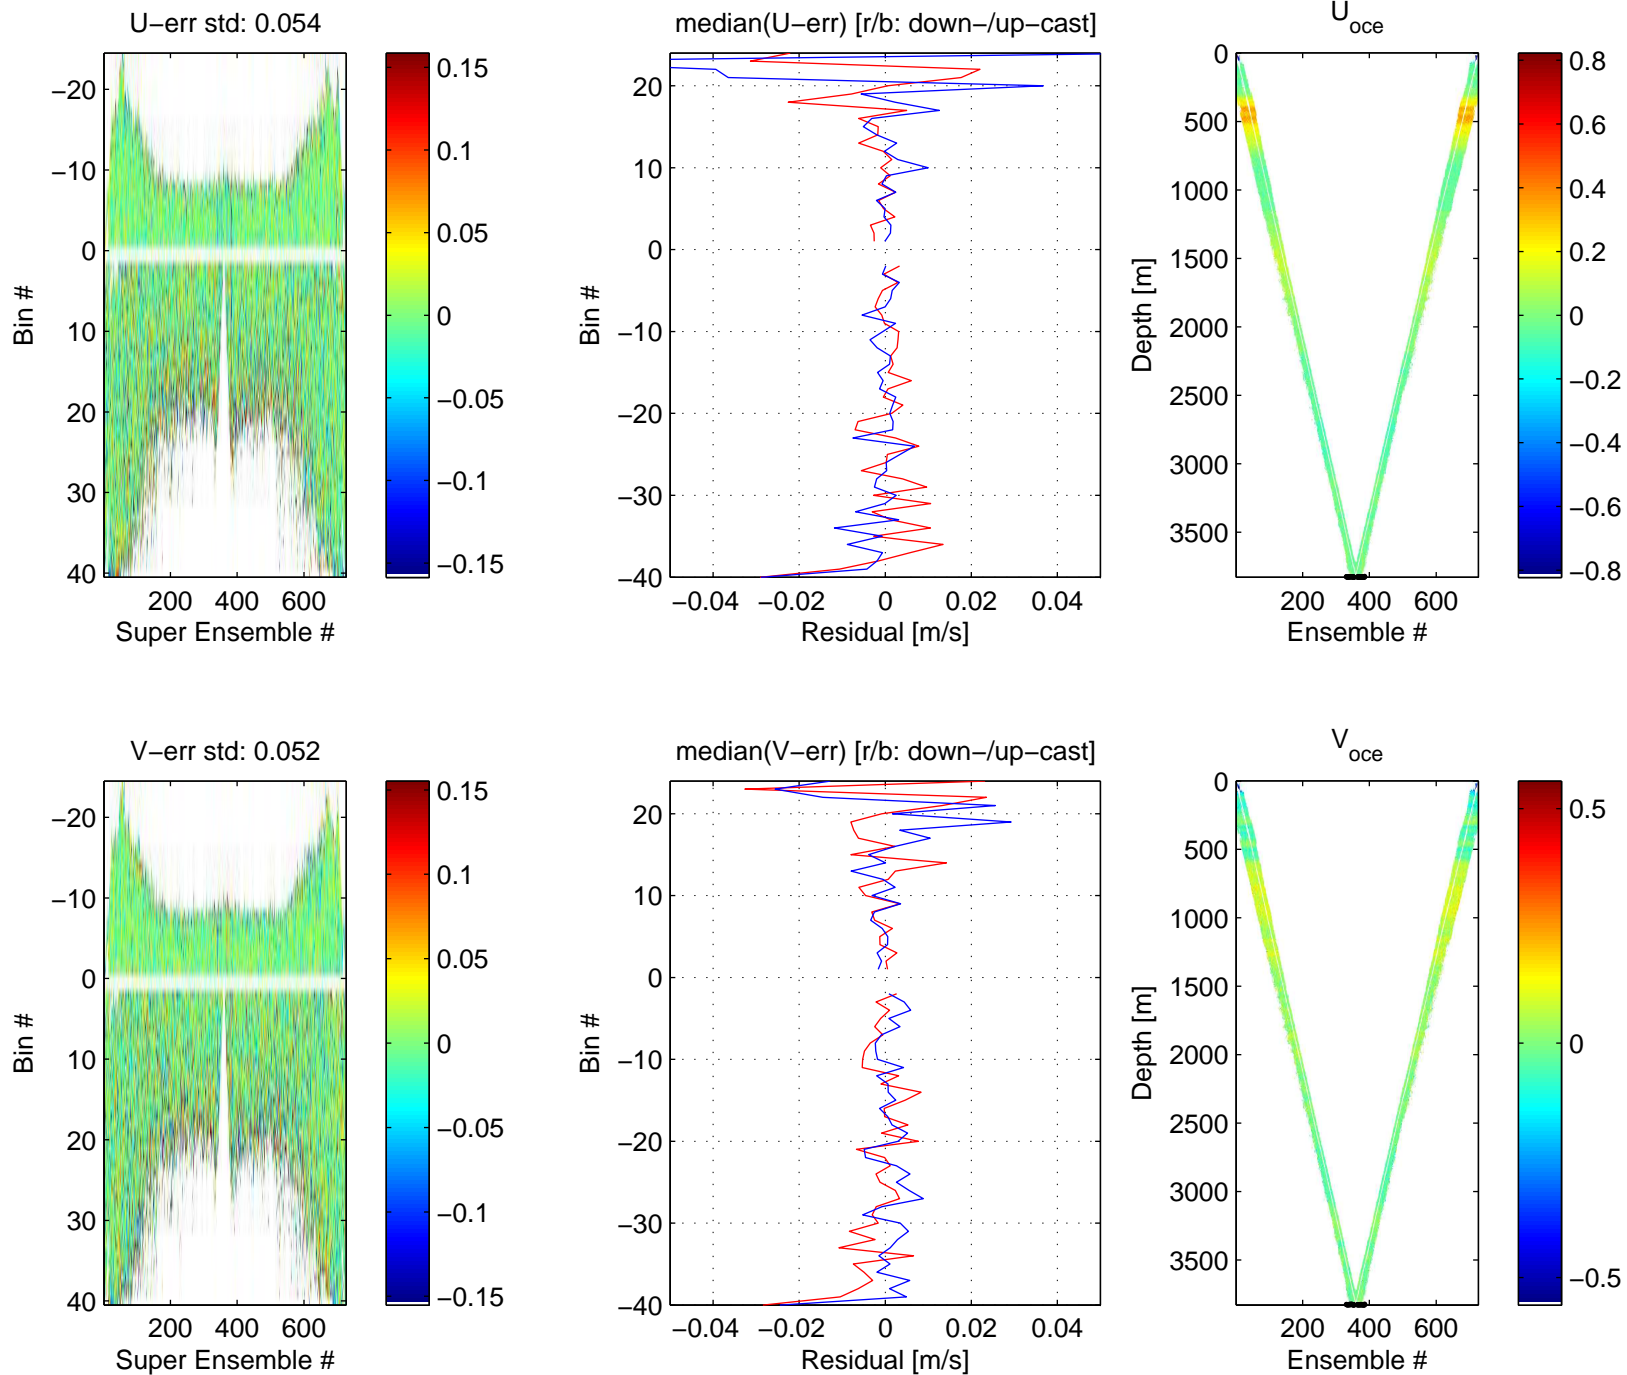 U−err std: 0.054
−20
−10
0
10
20
30
40
Bin #
200 400 600
Super Ensemble #
0.15
0.1
0.05
0
−0.05
−0.1
−0.15
median(U−err) [r/b: down−/up−cast]
20
10
0
−10
−20
−30
−40
Bin #
−0.04 −0.02 0 0.02 0.04
Residual [m/s]
U oce
0
500
1000
1500
2000
2500
3000
3500
Depth [m]
200 400 600
Ensemble #
0.8
0.6
0.4
0.2
0
−0.2
−0.4
−0.6
−0.8
V−err std: 0.052
−20
−10
0
10
20
30
40
Bin #
200 400 600
Super Ensemble #
0.15
0.1
0.05
0
−0.05
−0.1
−0.15
median(V−err) [r/b: down−/up−cast]
20
10
0
−10
−20
−30
−40
Bin #
−0.04 −0.02 0 0.02 0.04
Residual [m/s]
V oce
0
500
1000
1500
2000
2500
3000
3500
Depth [m]
200 400 600
Ensemble #
0.5
0
−0.5